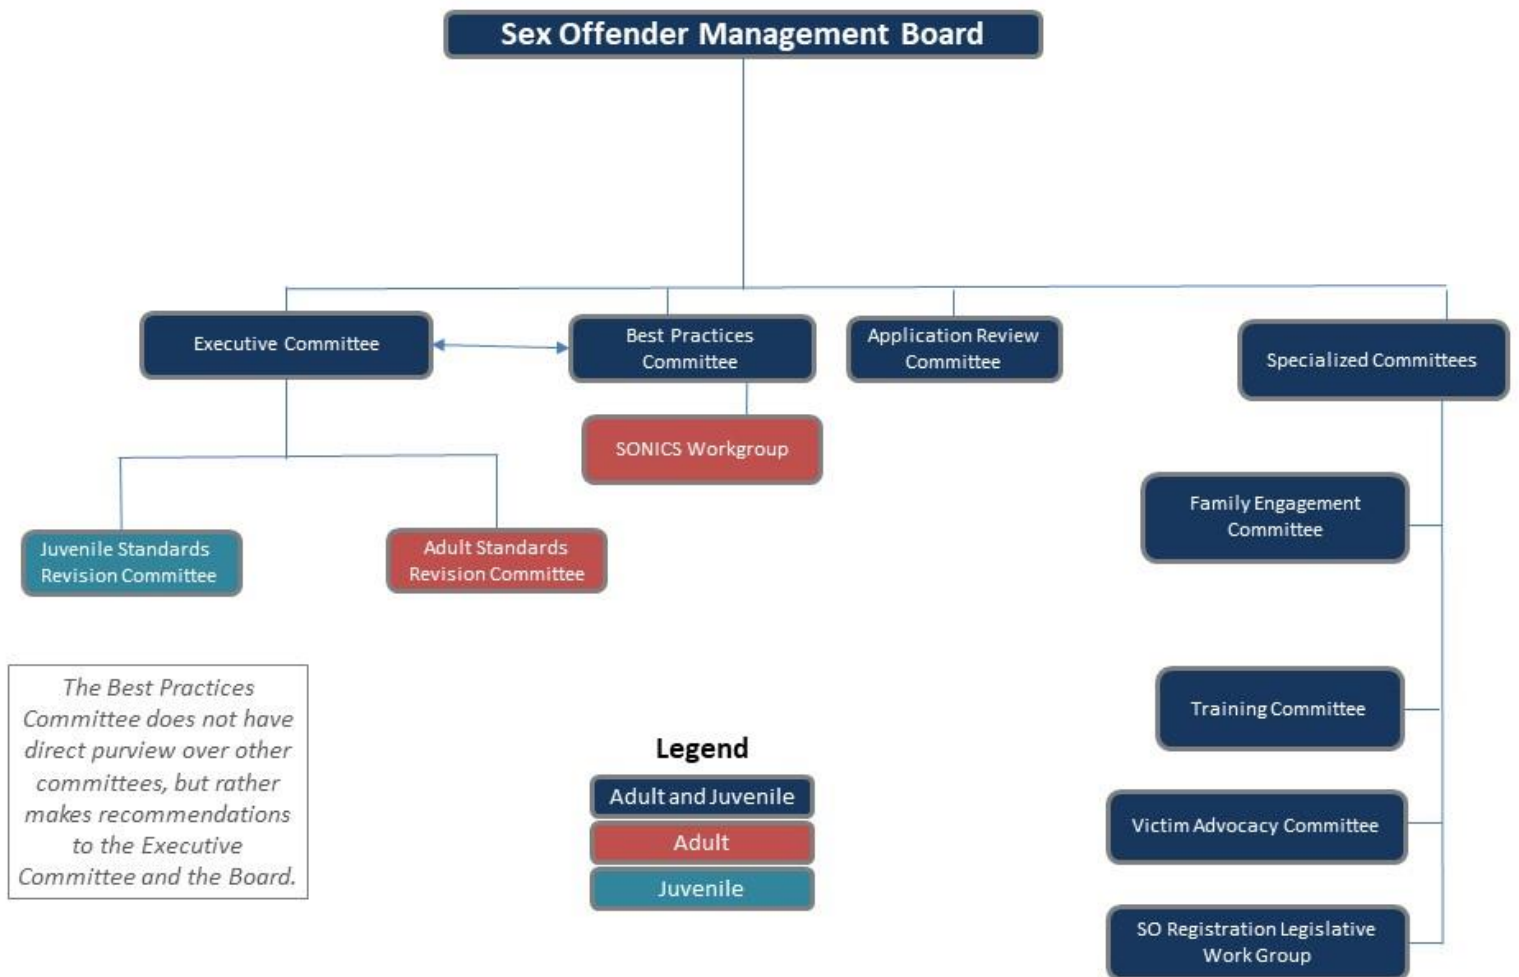 Sex Offender Management Board
Executive Committee
Best Practices
Committee
Application Review
Committee
Specialized Committees
SONICS Workgroup
Juvenile Standards
Revision Committee
Adult Standards
Revision Committee
Family Engagement
Committee
Training Committee
Victim Advocacy Committee
SO Registration Legislative
Work Group
The Best Practices
Committee does not have
direct purview over other
committees, but rather
makes recommendations
to the Executive
Committee and the Board.
Legend
Adult and Juvenile
Adult
Juvenile